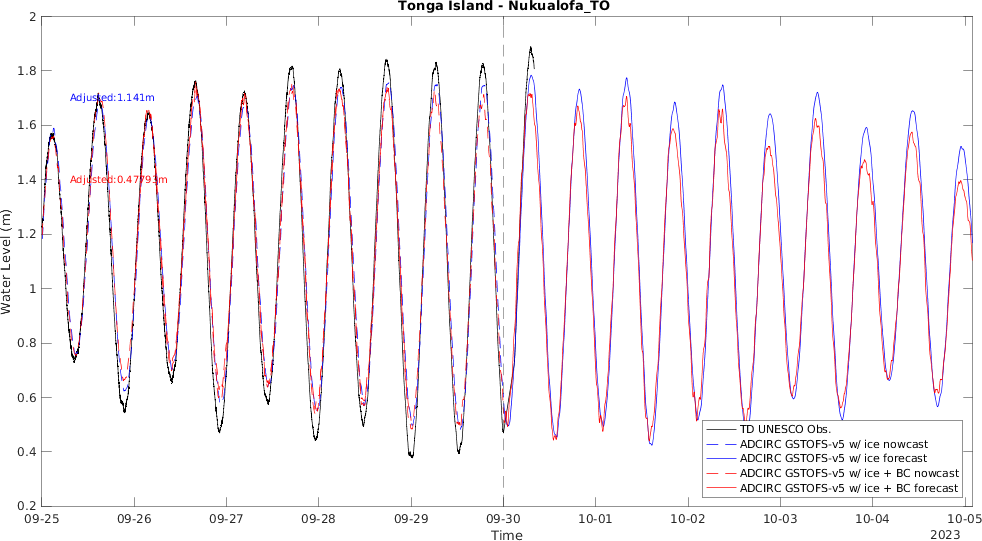 Tonga Island - Nukualofa_TO
2
1.8
1.6
1.4
1.2
1
0.8
0.6
0.4
0.2
Water Level (m)
Adjusted:1.141m
Adjusted:0.47793m
TD UNESCO Obs.
ADCIRC GSTOFS-v5 w/ ice nowcast
ADCIRC GSTOFS-v5 w/ ice forecast
ADCIRC GSTOFS-v5 w/ ice + BC nowcast
ADCIRC GSTOFS-v5 w/ ice + BC forecast
09-25 09-26 09-27 09-28 09-29 09-30 10-01 10-02 10-03 10-04 10-05
Time
2023